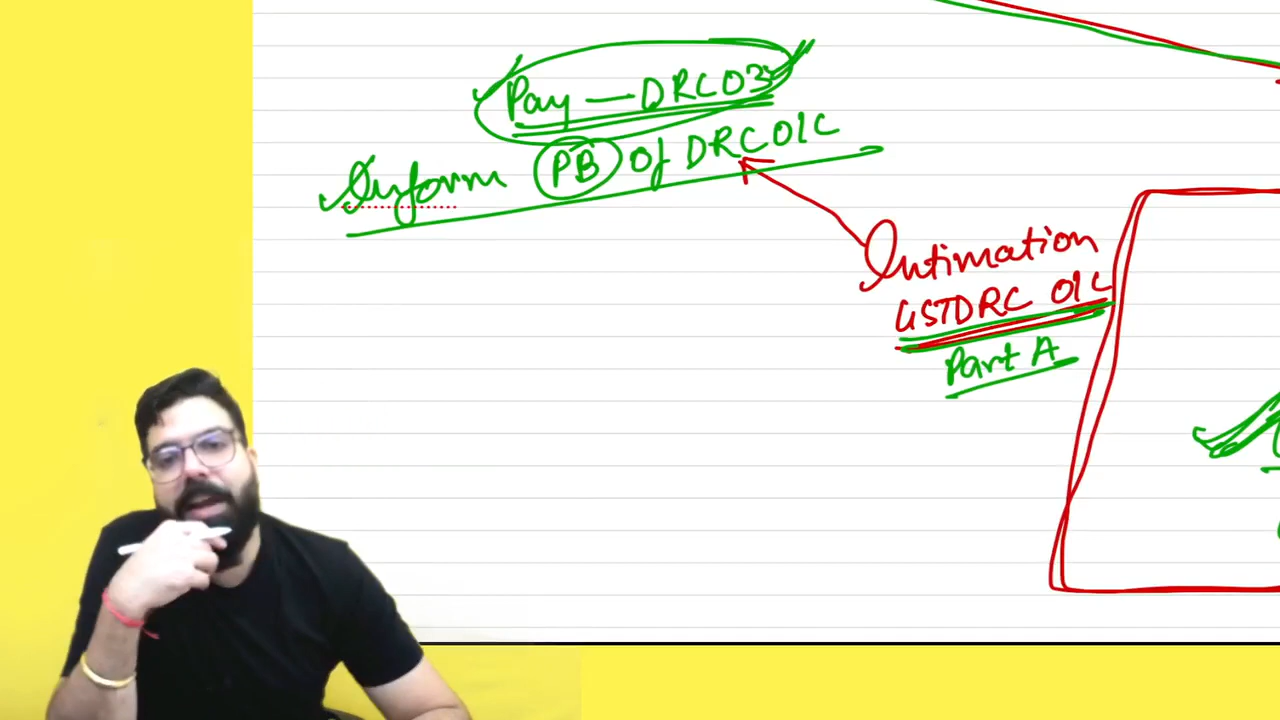 Pay — DRC03
Inform PB of DRC01C
Intimation
GSTDRC 01C
Part A